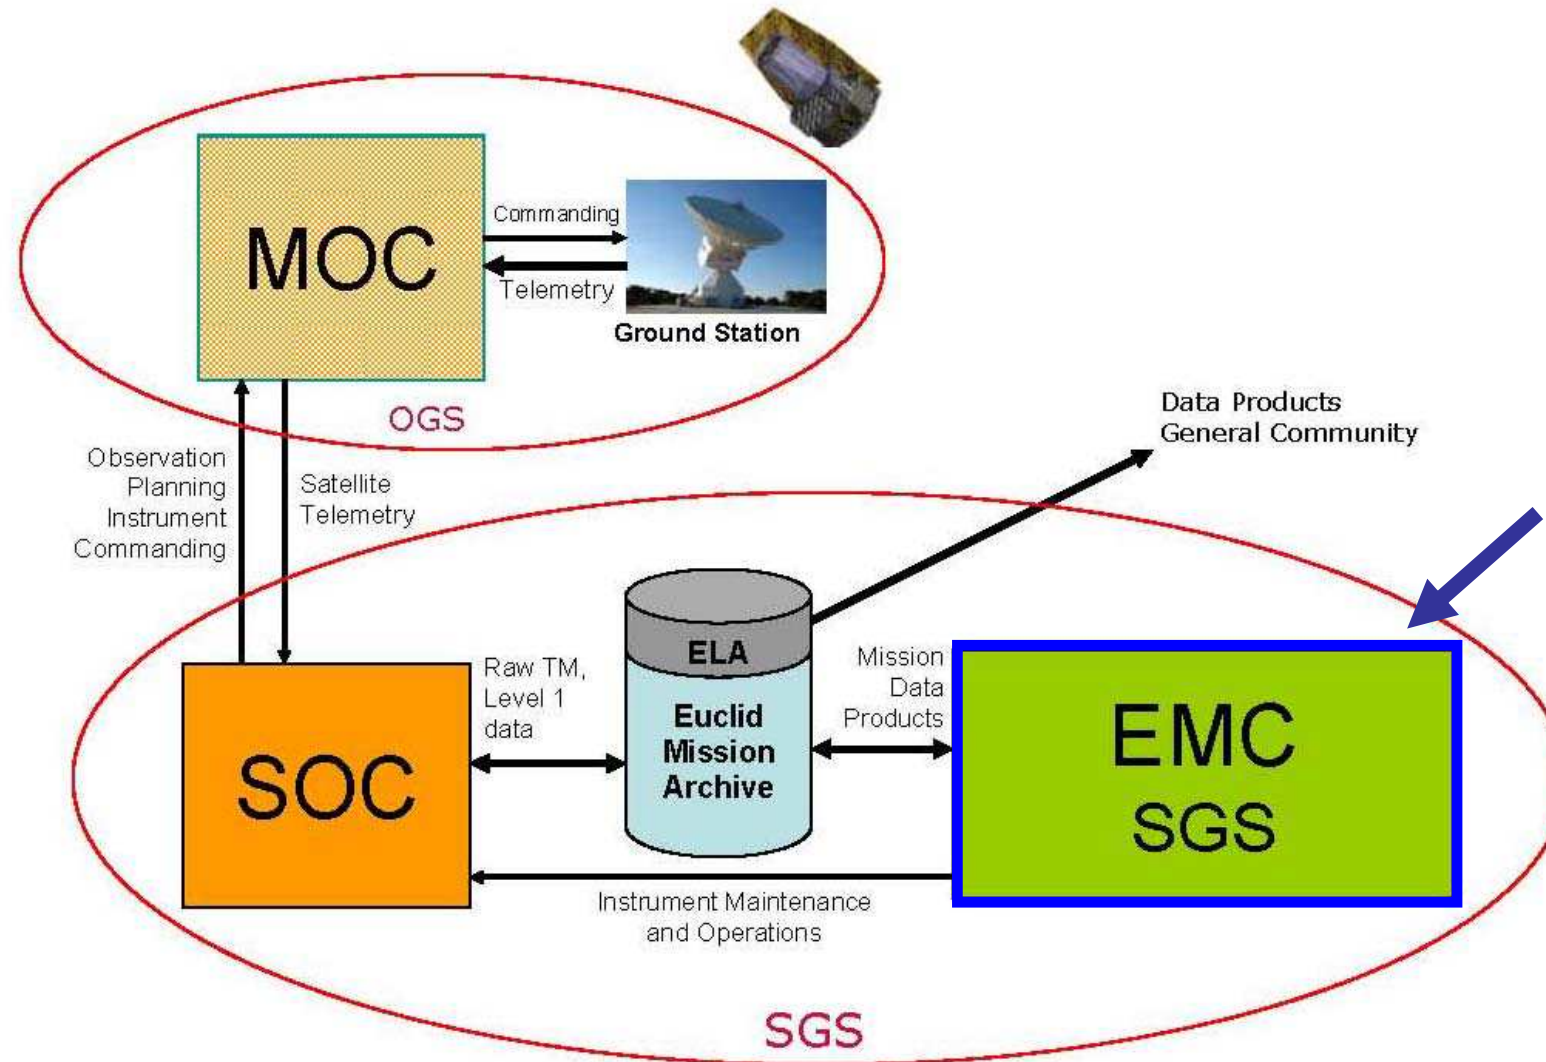 MOC
Commanding
Telemetry
Ground Station
OGS
Observation
Planning
Instrument
Commanding
Satellite
Telemetry
Data Products
General Community
SOC
Raw TM,
Level 1
data
ELA
Euclid
Mission
Archive
Mission
Data
Products
EMC
SGS
Instrument Maintenance
and Operations
SGS